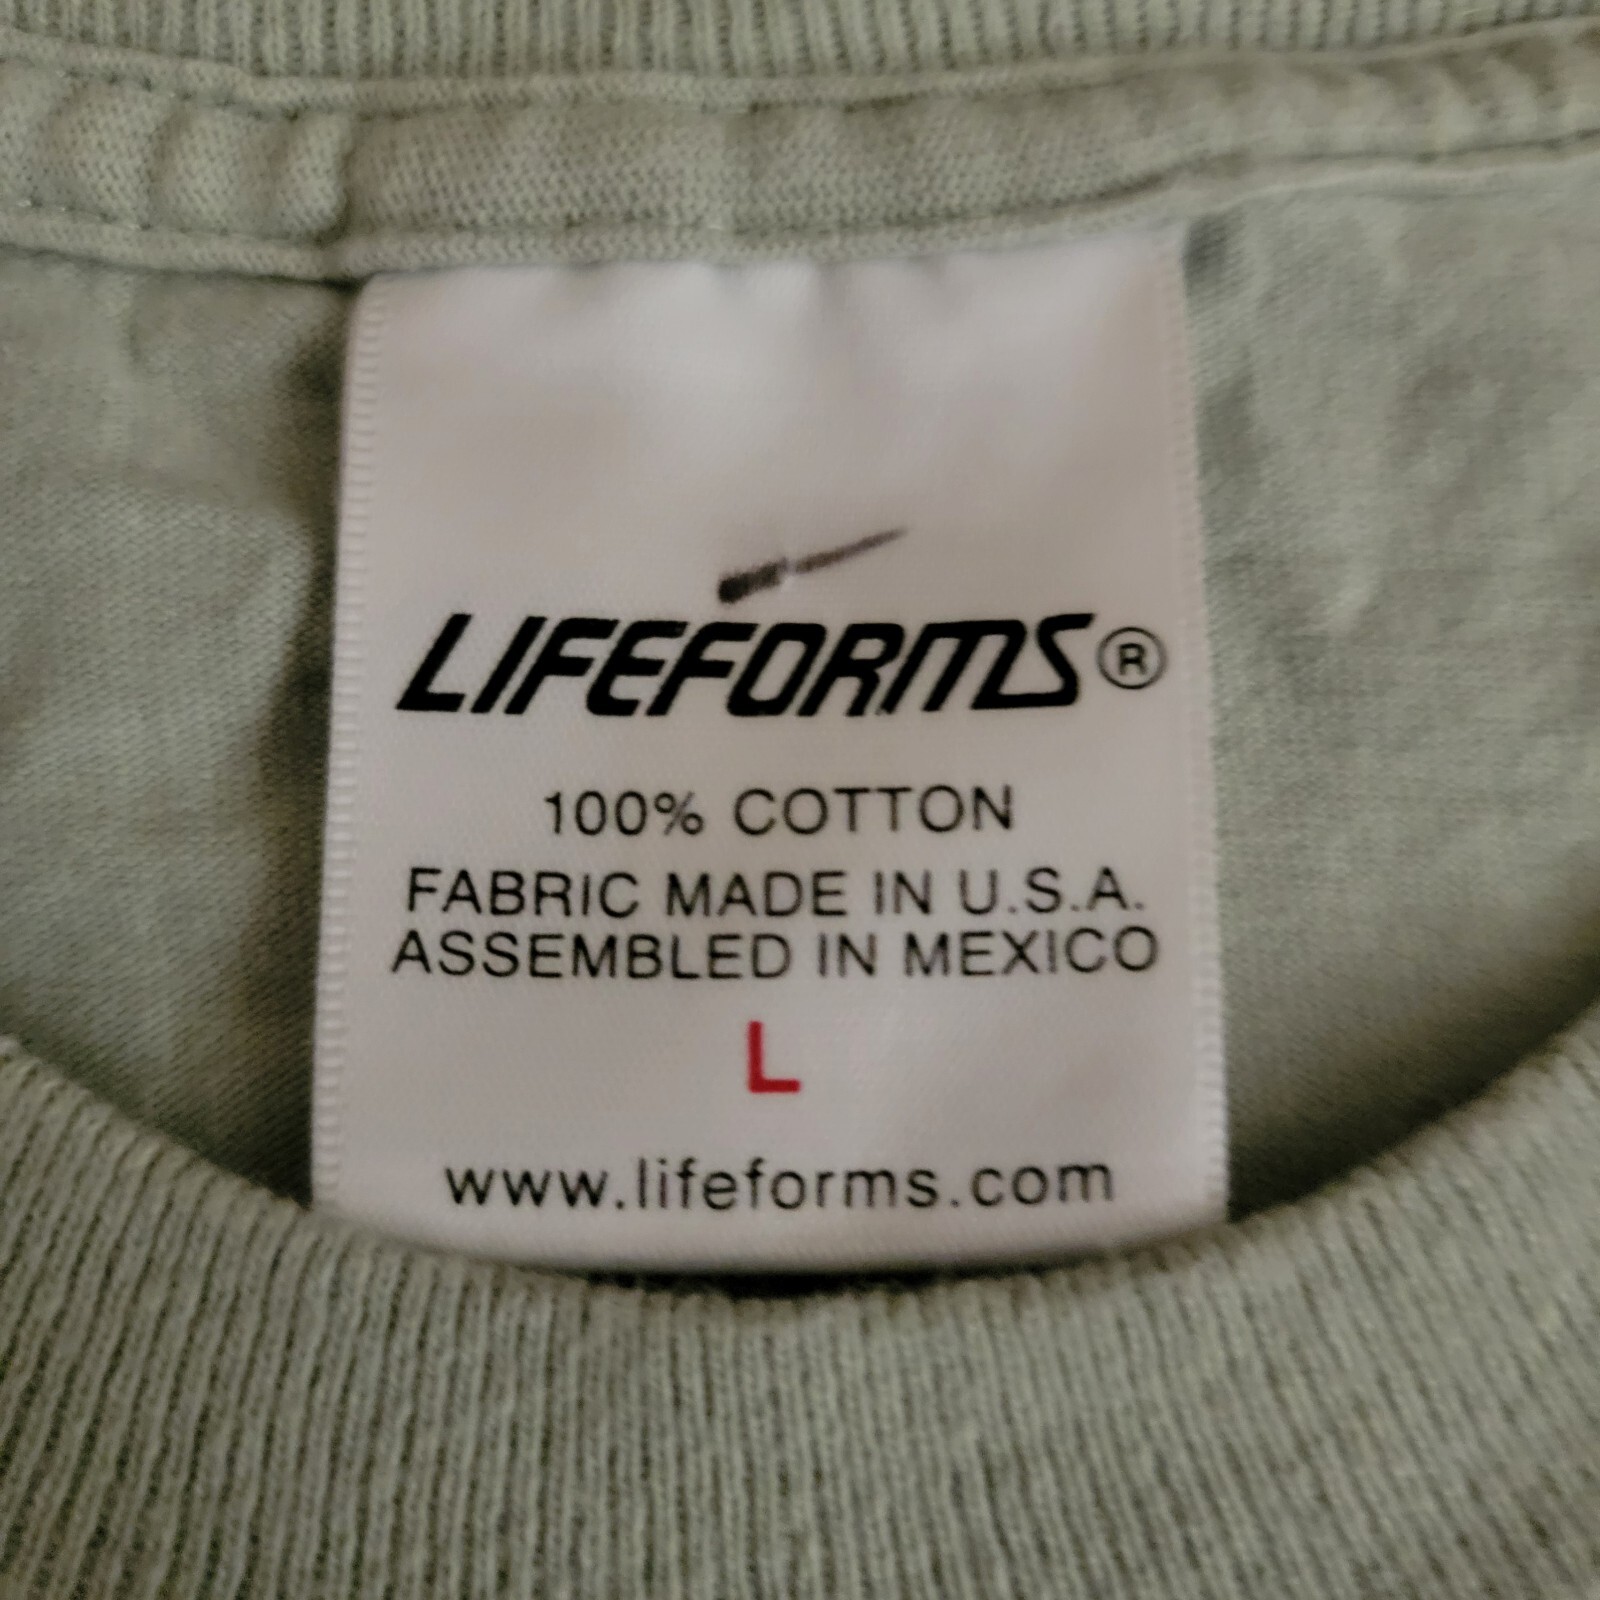 LIFEFORMS®
100% COTTON
FABRIC MADE IN U.S.A.
ASSEMBLED IN MEXICO
L
www.lifeforms.com